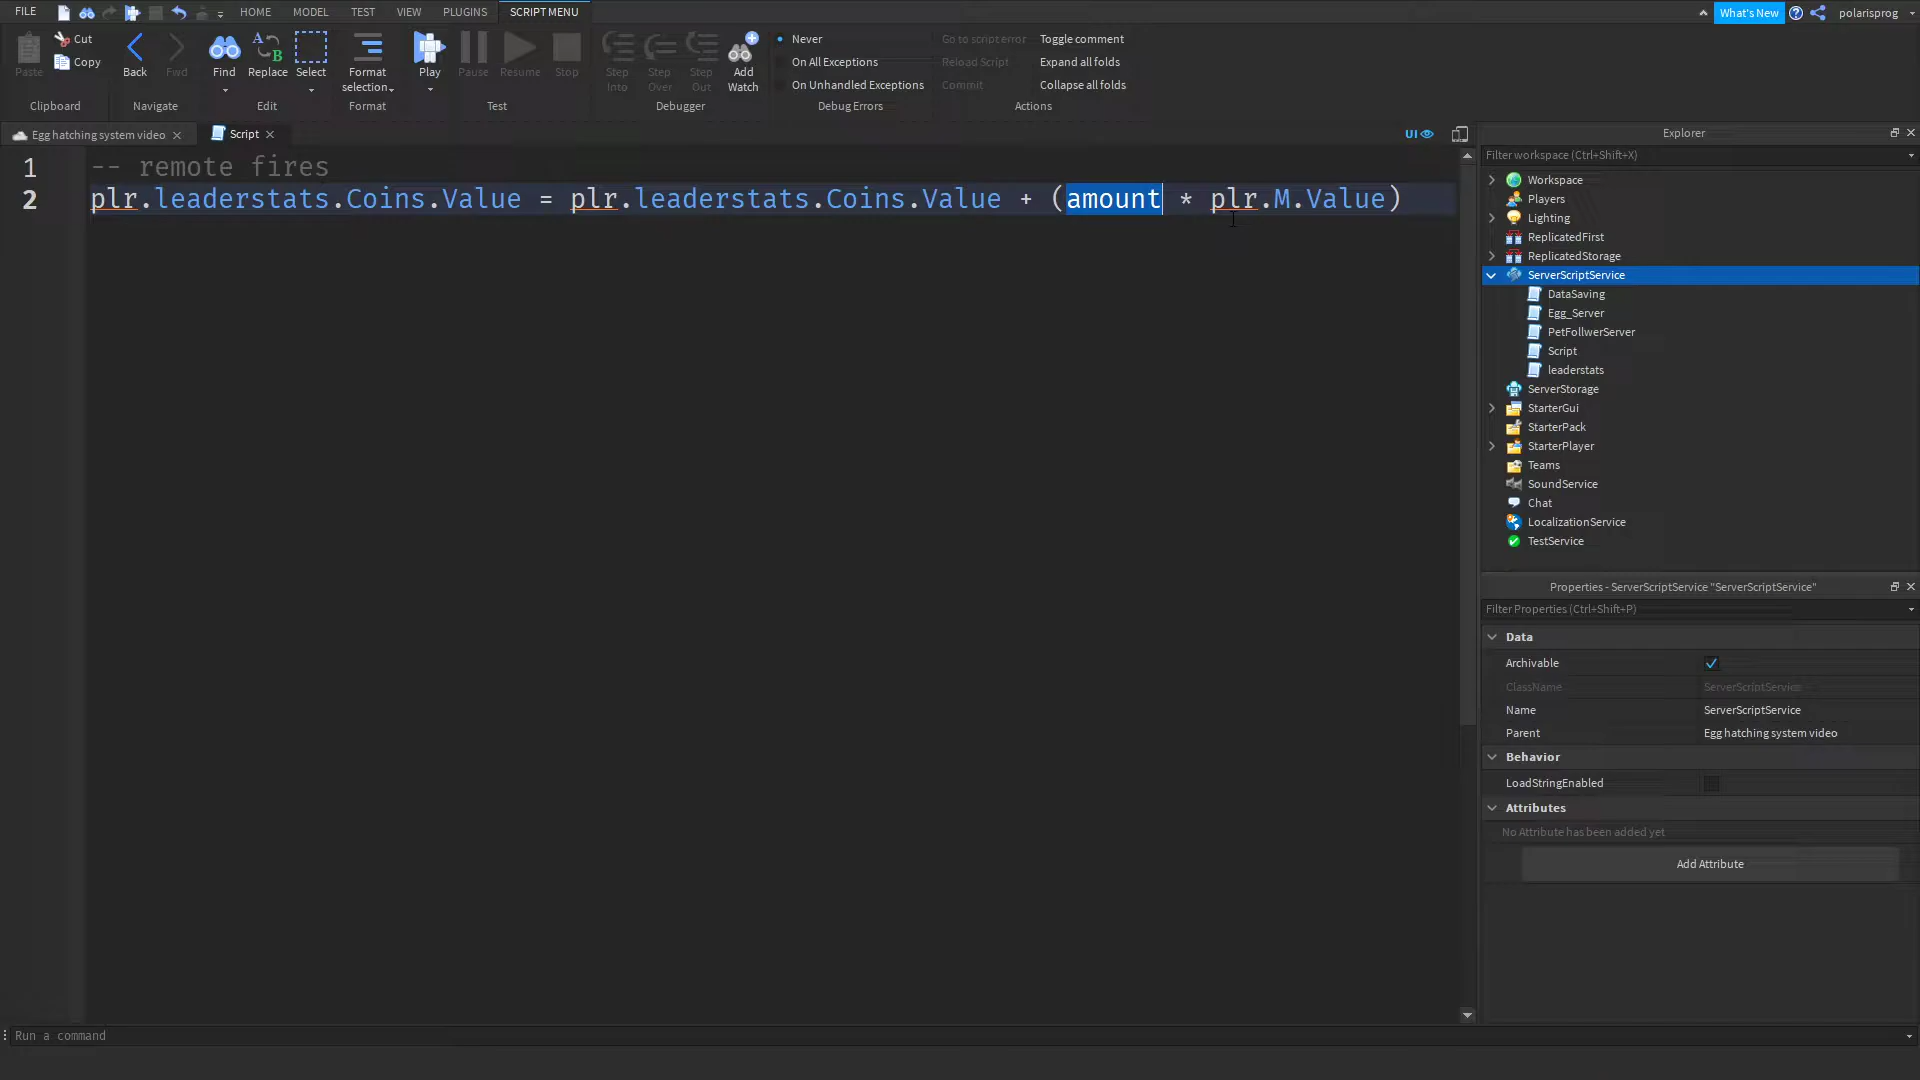 FILE HOME MODEL TEST VIEW PLUGINS SCRIPT MENU What's New polarisprog
Cut
Copy
Paste Back Fwd Find Replace Select Format selection Play Pause Resume Stop Step Into Step Over Step Out Add Watch
Never Go to script error Toggle comment
On All Exceptions Reload Script Expand all folds
On Unhandled Exceptions Commit Collapse all folds
Clipboard Navigate Edit Format Test Debugger Debug Errors Actions
Egg hatching system video Script UI
1 -- remote fires
2 plr.leaderstats.Coins.Value = plr.leaderstats.Coins.Value + (amount * plr.M.Value)
Explorer
Filter workspace (Ctrl+Shift+X)
Workspace
Players
Lighting
ReplicatedFirst
ReplicatedStorage
ServerScriptService
DataSaving
Egg_Server
PetFollwerServer
Script
leaderstats
ServerStorage
StarterGui
StarterPack
StarterPlayer
Teams
SoundService
Chat
LocalizationService
TestService
Properties - ServerScriptService "ServerScriptService"
Filter Properties (Ctrl+Shift+P)
Data
Archivable
ClassName ServerScriptService
Name ServerScriptService
Parent Egg hatching system video
Behavior
LoadStringEnabled
Attributes
No Attribute has been added yet
Add Attribute
Run a command